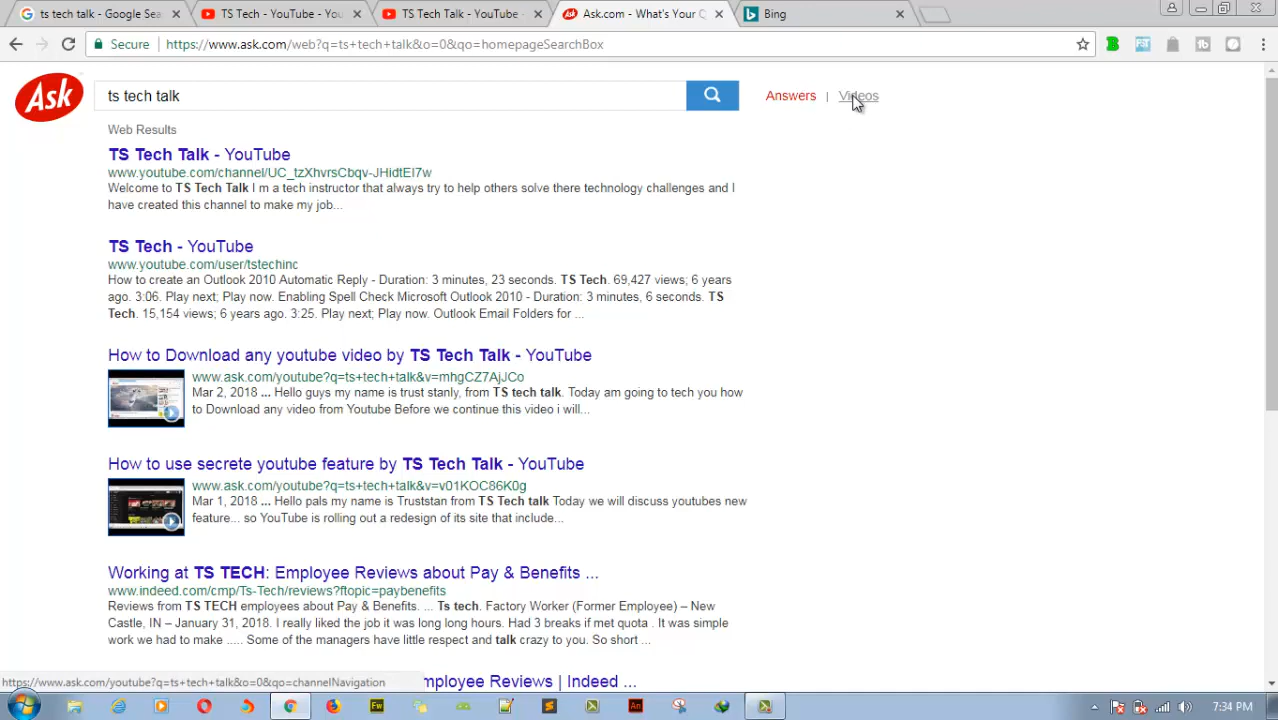 ts tech talk - Google Sea
TS Tech - YouTube - You
TS Tech Talk - YouTube
Ask.com - What's Your Q
Bing
Secure https://www.ask.com/web?q=ts+tech+talk&o=0&qo=homepageSearchBox
Ask ts tech talk Answers | Videos
Web Results
TS Tech Talk - YouTube
www.youtube.com/channel/UC_tzXhvrsCbqv-JHidtEI7w
Welcome to TS Tech Talk I m a tech instructor that always try to help others solve there technology challenges and I
have created this channel to make my job...
TS Tech - YouTube
www.youtube.com/user/tstechinc
How to create an Outlook 2010 Automatic Reply - Duration: 3 minutes, 23 seconds. TS Tech. 69,427 views; 6 years
ago. 3:06. Play next; Play now. Enabling Spell Check Microsoft Outlook 2010 - Duration: 3 minutes, 6 seconds. TS
Tech. 15,154 views; 6 years ago. 3:25. Play next; Play now. Outlook Email Folders for ...
How to Download any youtube video by TS Tech Talk - YouTube
www.ask.com/youtube?q=ts+tech+talk&v=mhgCZ7AjJCo
Mar 2, 2018 ... Hello guys my name is trust stanly, from TS tech talk. Today am going to tech you how
to Download any video from Youtube Before we continue this video i will...
How to use secrete youtube feature by TS Tech Talk - YouTube
www.ask.com/youtube?q=ts+tech+talk&v=v01KOC86K0g
Mar 1, 2018 ... Hello pals my name is Truststan from TS Tech talk Today we will discuss youtubes new
feature... so YouTube is rolling out a redesign of its site that include...
Working at TS TECH: Employee Reviews about Pay & Benefits ...
www.indeed.com/cmp/Ts-Tech/reviews?ftopic=paybenefits
Reviews from TS TECH employees about Pay & Benefits. ... Ts tech. Factory Worker (Former Employee) – New
Castle, IN – January 31, 2018. I really liked the job it was long long hours. Had 3 breaks if met quota . It was simple
work we had to make ..... Some of the managers have little respect and talk crazy to you. So short ...
https://www.ask.com/youtube?q=ts+tech+talk&o=0&qo=channelNavigation
mployee Reviews | Indeed ...
Fw
An
7:34 PM